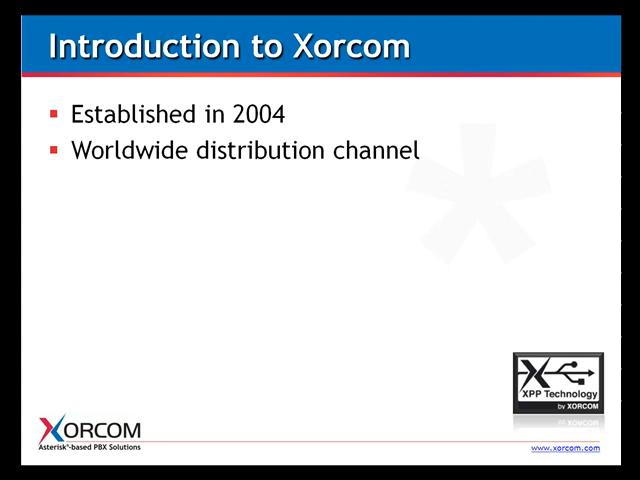 Introduction to Xorcom
Established in 2004
Worldwide distribution channel
XPP Technology
by XORCOM
XORCOM
Asterisk®-based PBX Solutions
www.xorcom.com